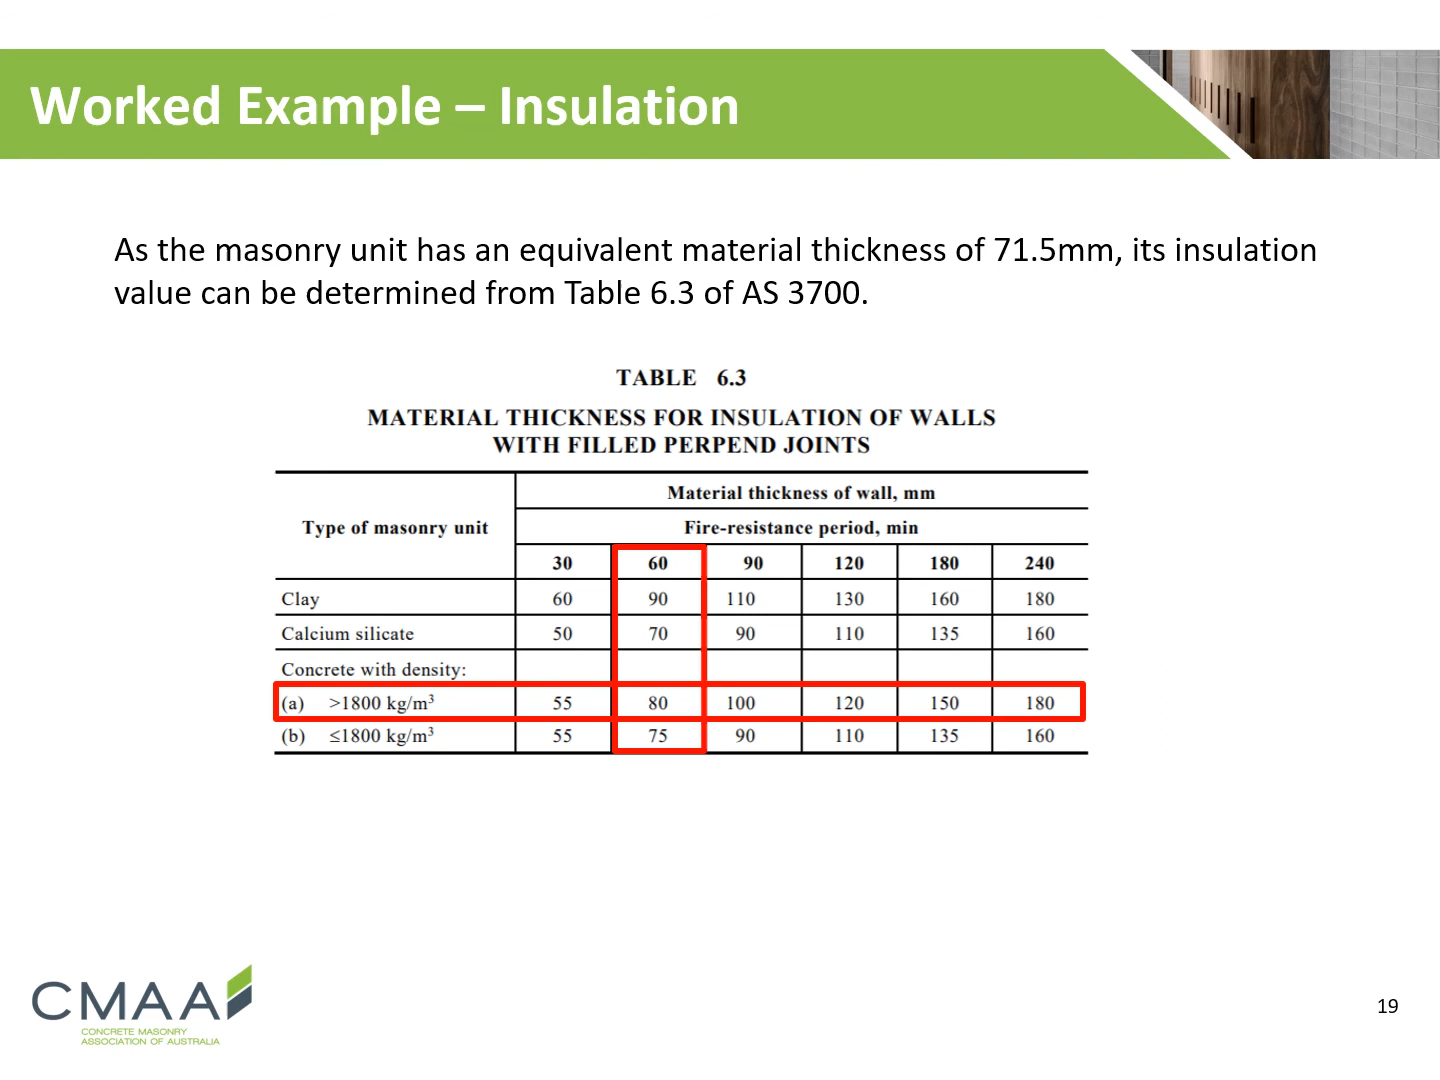 Worked Example – Insulation
As the masonry unit has an equivalent material thickness of 71.5mm, its insulation
value can be determined from Table 6.3 of AS 3700.
TABLE 6.3
MATERIAL THICKNESS FOR INSULATION OF WALLS
WITH FILLED PERPEND JOINTS
Type of masonry unit
Material thickness of wall, mm
Fire-resistance period, min
30 60 90 120 180 240
Clay 60 90 110 130 160 180
Calcium silicate 50 70 90 110 135 160
Concrete with density:
(a) >1800 kg/m³ 55 80 100 120 150 180
(b) ≤1800 kg/m³ 55 75 90 110 135 160
CMAA
CONCRETE MASONRY
ASSOCIATION OF AUSTRALIA
19